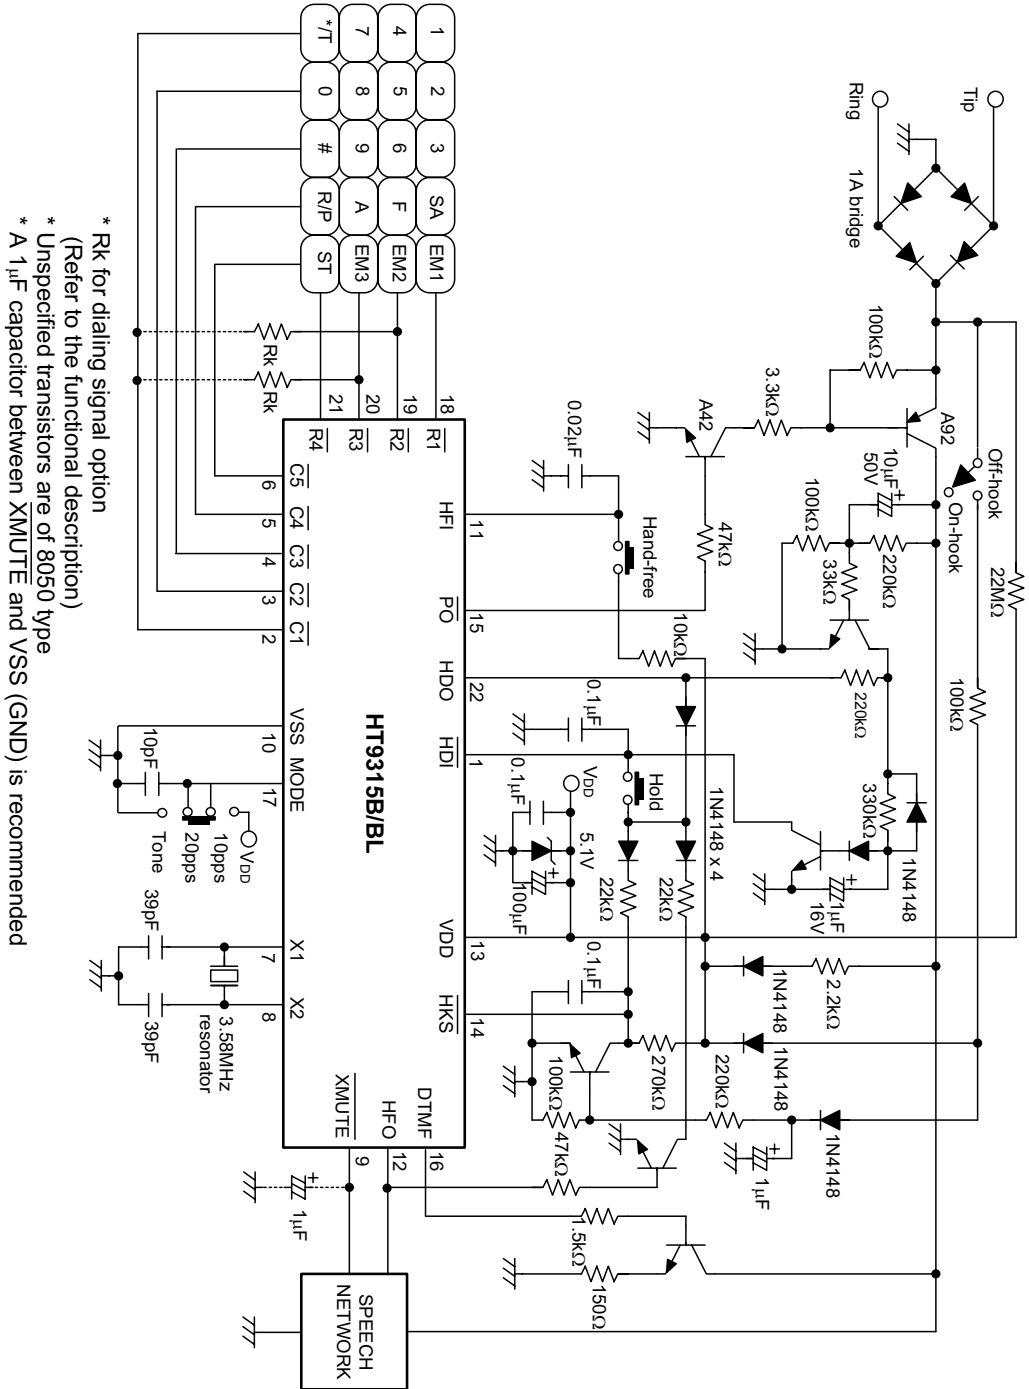 Tip
Ring
1A bridge
100kΩ
3.3kΩ
A42
A92
Off-hook
On-hook
10µF
50V
100kΩ
220kΩ
33kΩ
22MΩ
100kΩ
47kΩ
0.02µF
Hand-free
10kΩ
220kΩ
330kΩ
1N4148
1µF
16V
0.1µF
Hold
1N4148 x 4
VDD
0.1µF
5.1V
100µF
22kΩ
22kΩ
0.1µF
1N4148
2.2kΩ
1N4148
270kΩ
220kΩ
100kΩ
1N4148
1µF
47kΩ
1.5kΩ
150Ω
1 2 3 SA EM1
4 5 6 F EM2
7 8 9 A EM3
*/T 0 # R/P ST
Rk
Rk
18 19 20 21
R1 R2 R3 R4
HFI 11
PO 15
HDO 22
HDI 1
VDD 13
HKS 14
HT9315B/BL
C5 6
C4 5
C3 4
C2 3
C1 2
VSS 10
MODE 17
X1 7
X2 8
DTMF 16
HFO 12
XMUTE 9
10pF
VDD
10pps
20pps
Tone
39pF
39pF
3.58MHz
resonator
1µF
SPEECH
NETWORK
* Rk for dialing signal option
(Refer to the functional description)
* Unspecified transistors are of 8050 type
* A 1µF capacitor between XMUTE and VSS (GND) is recommended